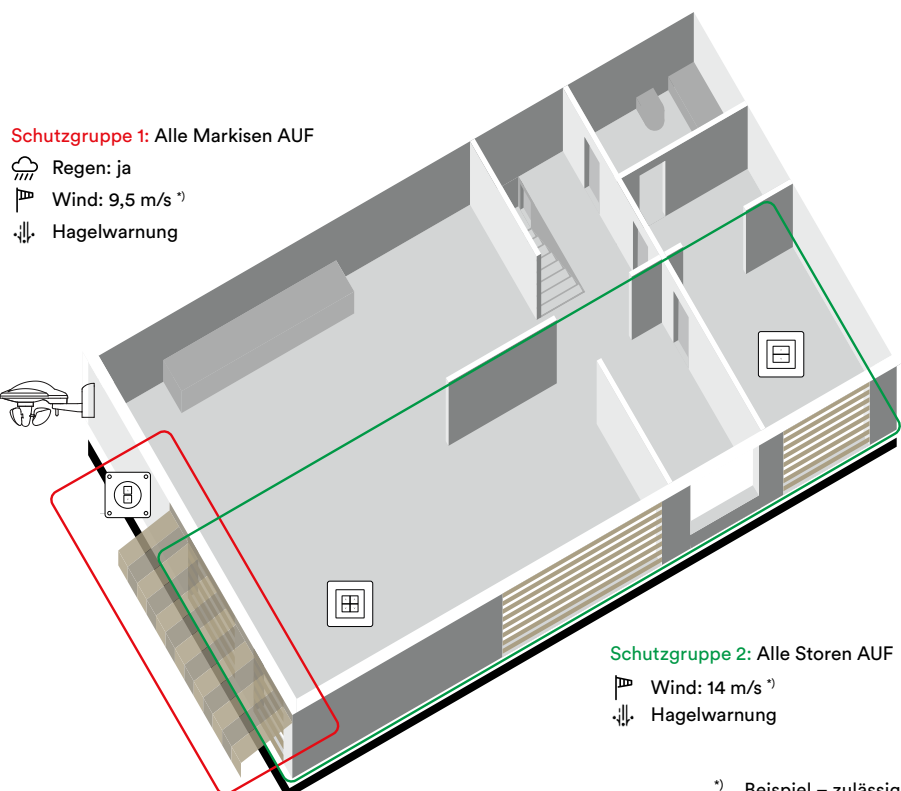 Schutzgruppe 1: Alle Markisen AUF
Regen: ja
Wind: 9,5 m/s *)
Hagelwarnung
Schutzgruppe 2: Alle Storen AUF
Wind: 14 m/s *)
Hagelwarnung
*) Beispiel – zulässig